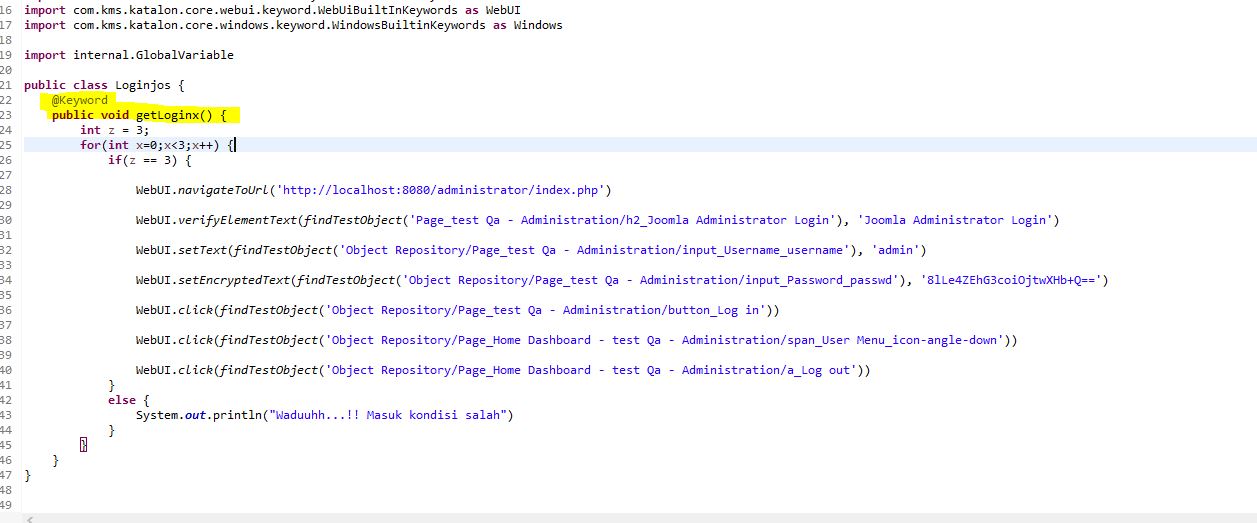 16 import com.kms.katalon.core.webui.keyword.WebUiBuiltInKeywords as WebUI
17 import com.kms.katalon.core.windows.keyword.WindowsBuiltinKeywords as Windows
18
19 import internal.GlobalVariable
20
21 public class Loginjos {
22 @Keyword
23 public void getLoginx() {
24 int z = 3;
25 for(int x=0;x<3;x++) {
26 if(z == 3) {
27
28 WebUI.navigateToUrl('http://localhost:8080/administrator/index.php')
29
30 WebUI.verifyElementText(findTestObject('Page_test Qa - Administration/h2_Joomla Administrator Login'), 'Joomla Administrator Login')
31
32 WebUI.setText(findTestObject('Object Repository/Page_test Qa - Administration/input_Username_username'), 'admin')
33
34 WebUI.setEncryptedText(findTestObject('Object Repository/Page_test Qa - Administration/input_Password_passwd'), '8lLe4ZEhG3coiOjtwXHb+Q==')
35
36 WebUI.click(findTestObject('Object Repository/Page_test Qa - Administration/button_Log in'))
37
38 WebUI.click(findTestObject('Object Repository/Page_Home Dashboard - test Qa - Administration/span_User Menu_icon-angle-down'))
39
40 WebUI.click(findTestObject('Object Repository/Page_Home Dashboard - test Qa - Administration/a_Log out'))
41 }
42 else {
43 System.out.println("Waduuhh...!! Masuk kondisi salah")
44 }
45 }
46 }
47 }
48
49